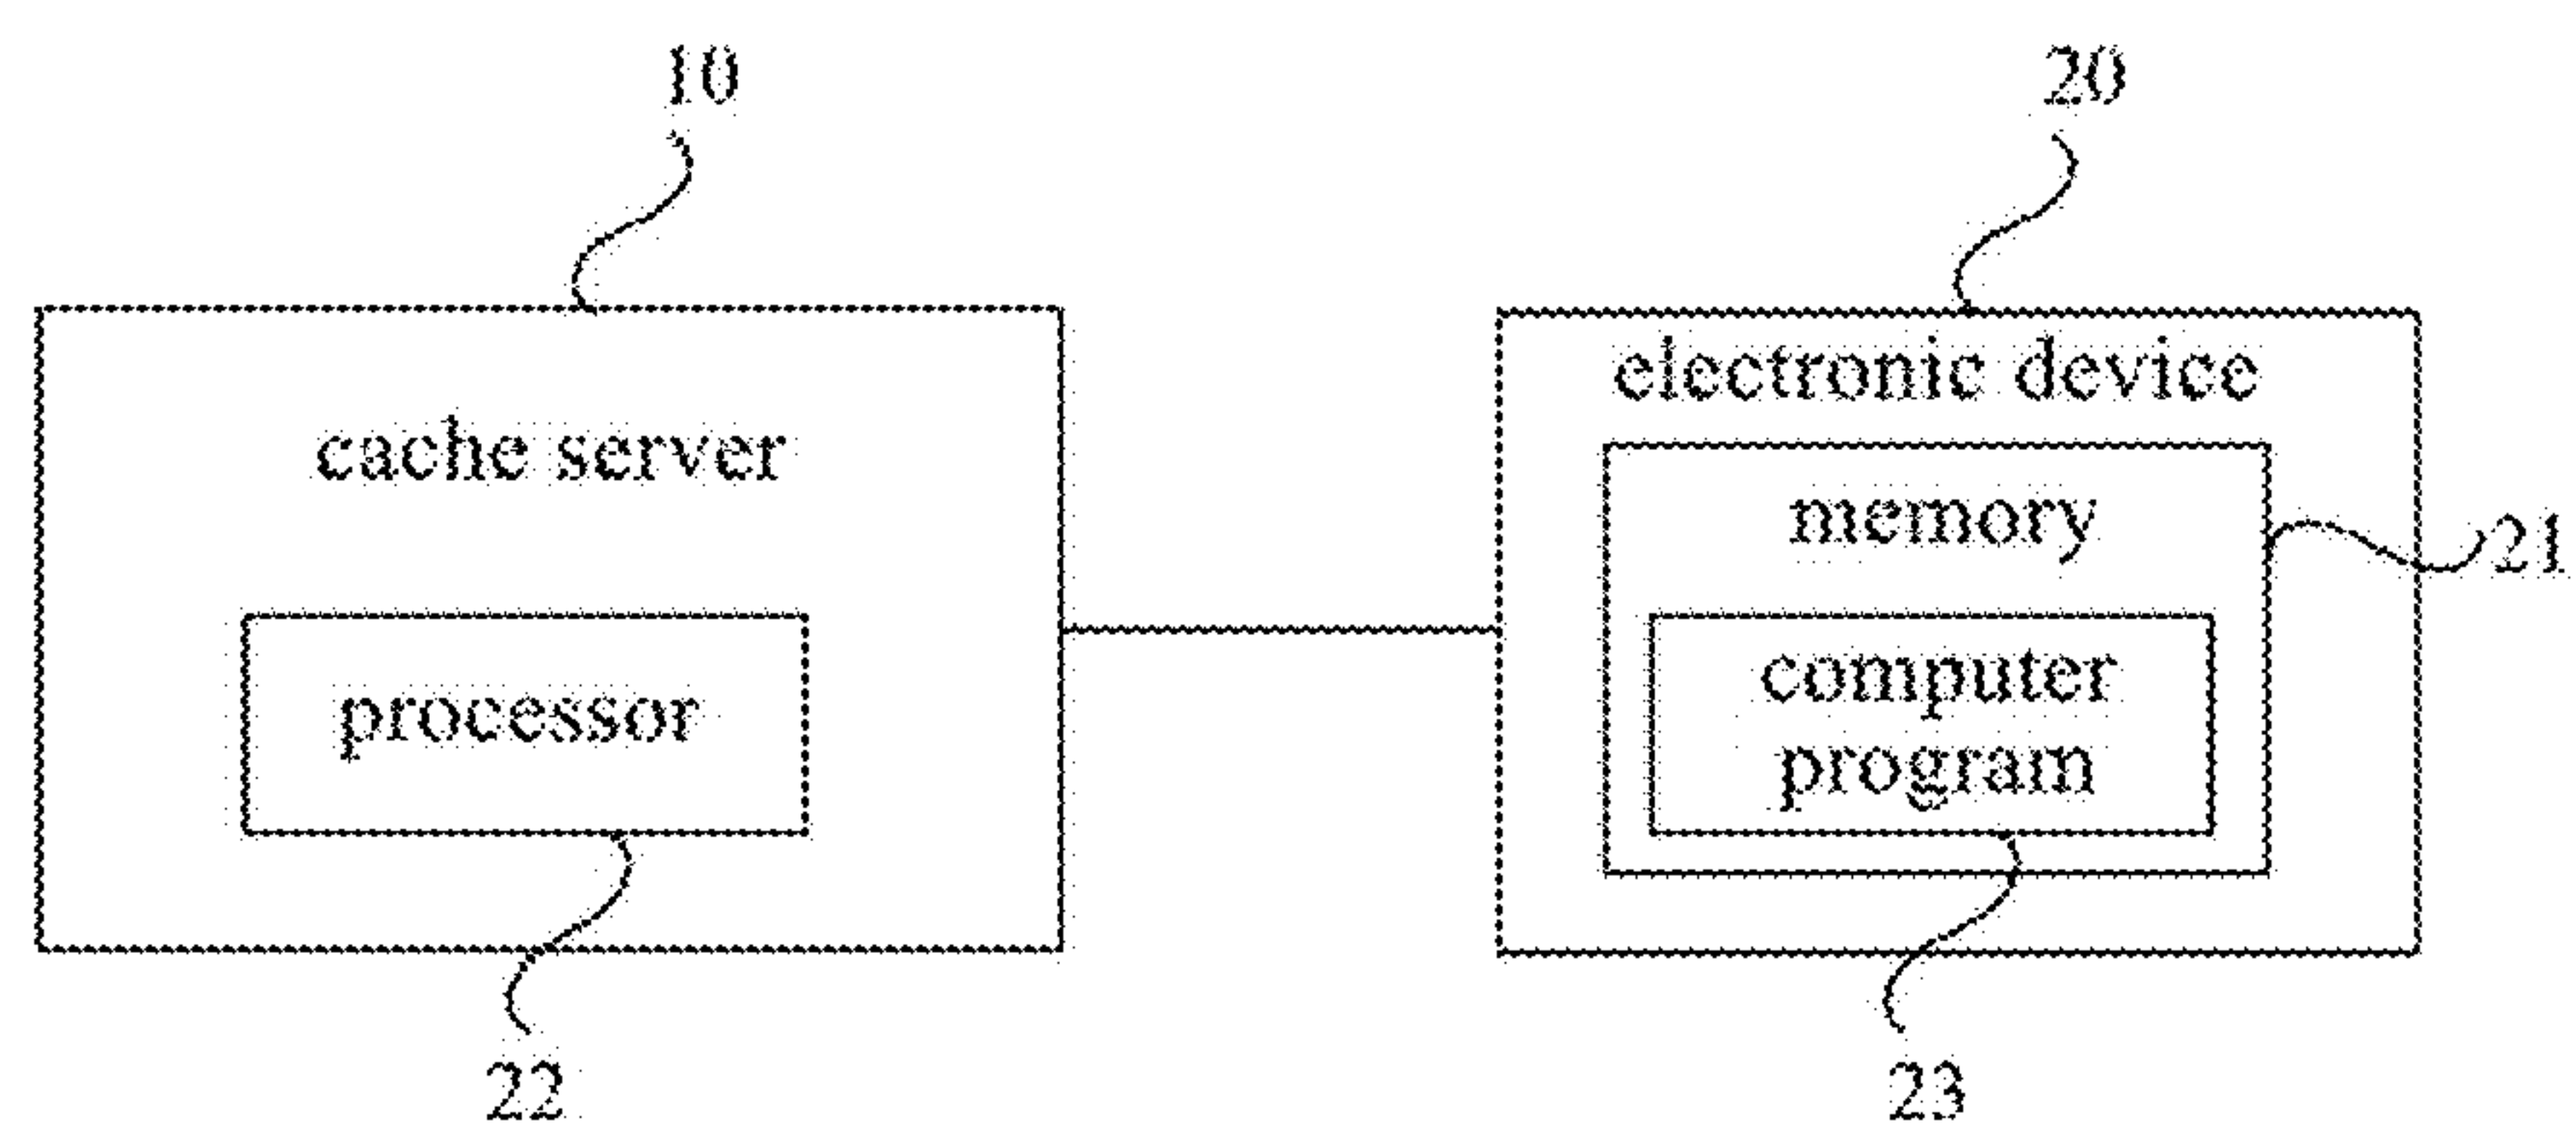 10
20
cache server
electronic device
memory
21
processor
computer
program
22
23